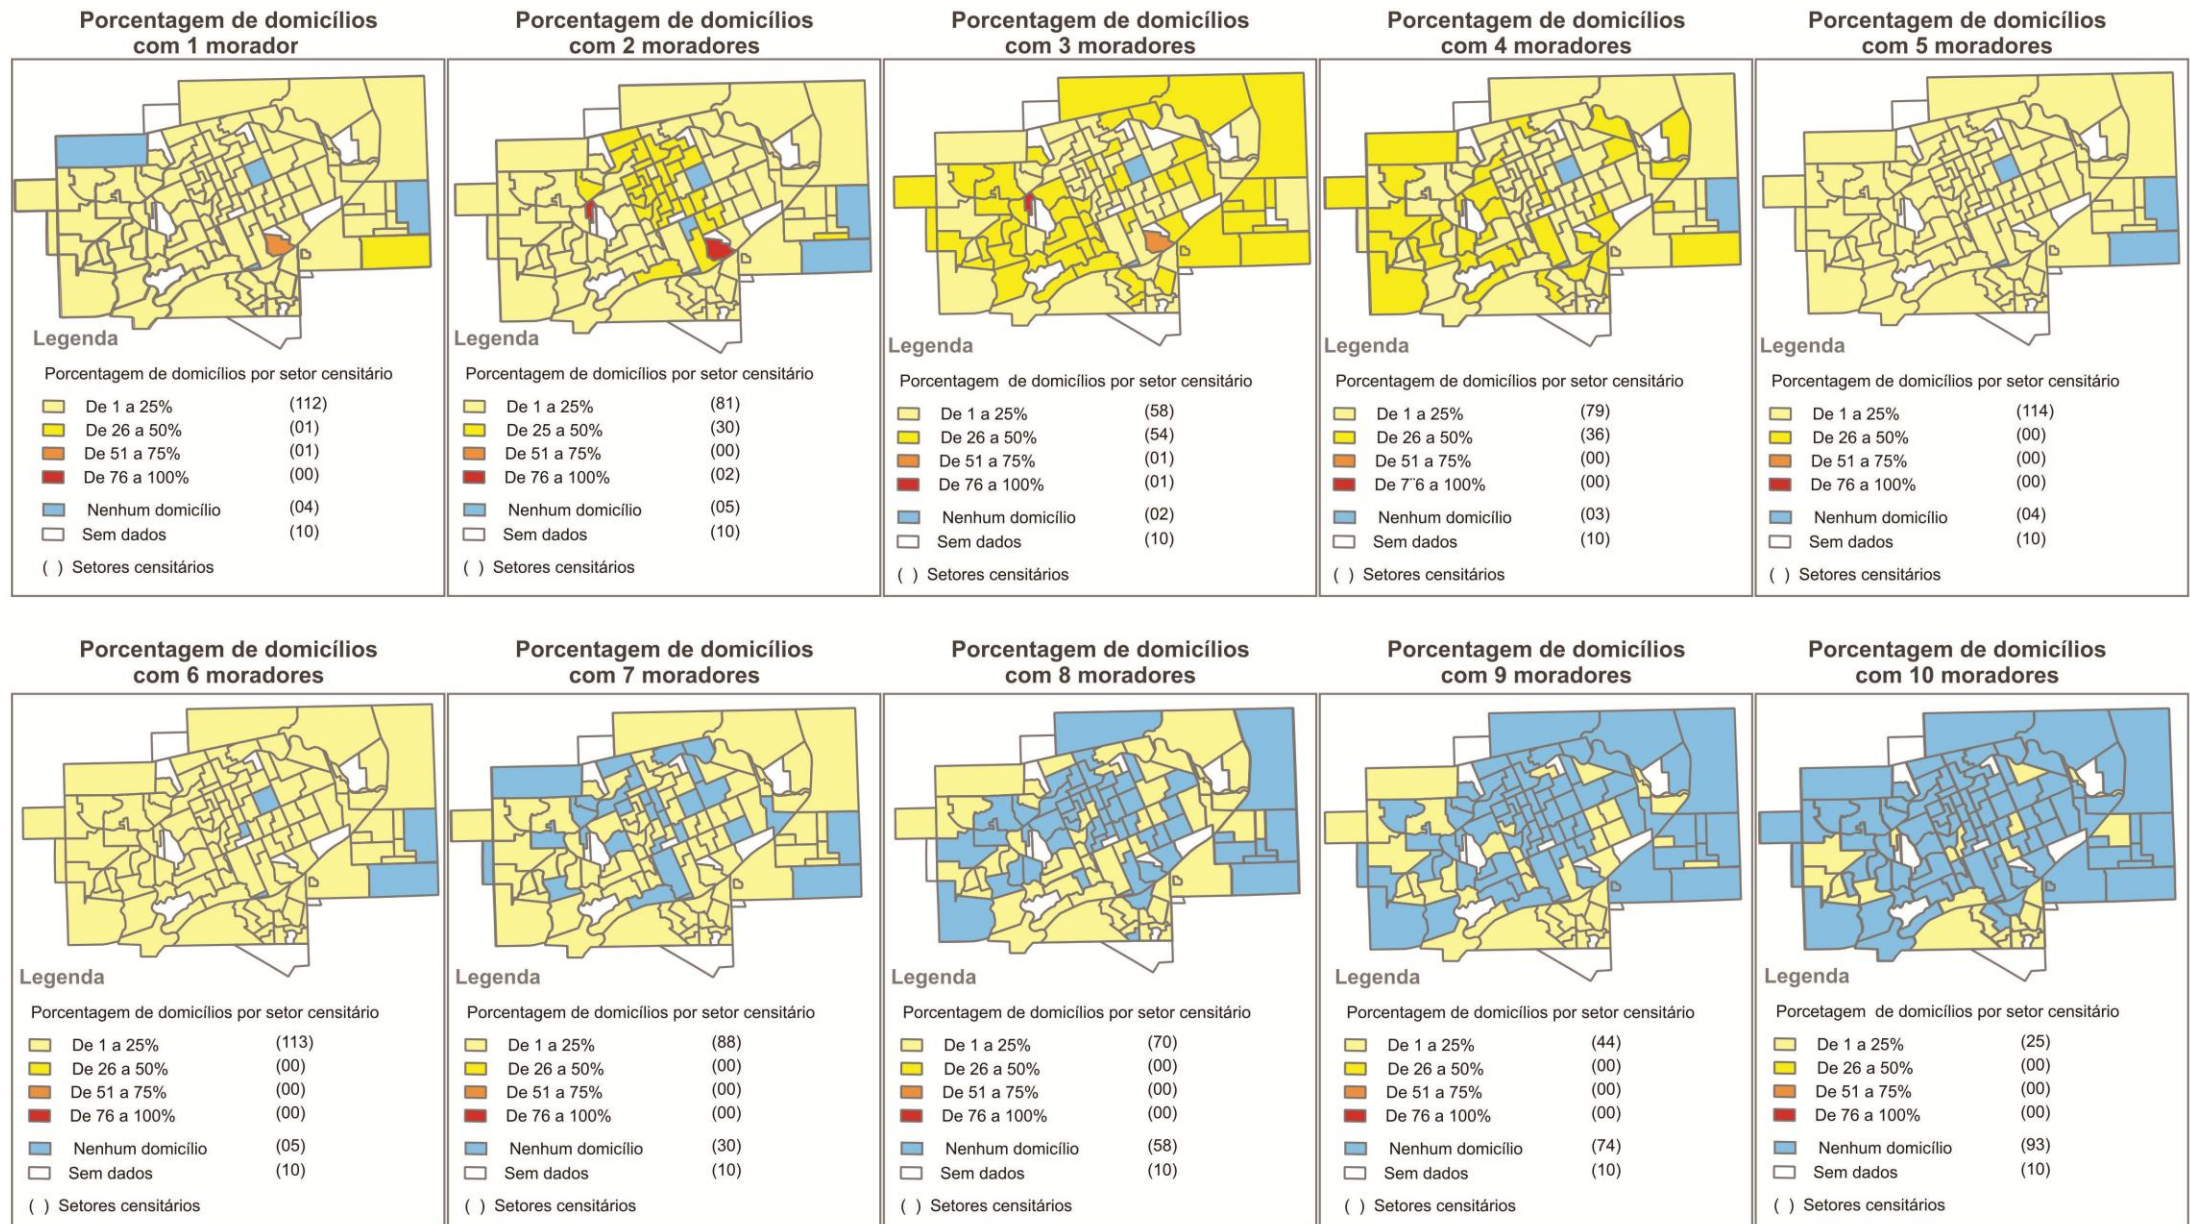 Porcentagem de domicílios
com 1 morador
Legenda
Porcentagem de domicílios por setor censitário
De 1 a 25% (112)
De 26 a 50% (01)
De 51 a 75% (01)
De 76 a 100% (00)
Nenhum domicílio (04)
Sem dados (10)
( ) Setores censitários
Porcentagem de domicílios
com 2 moradores
Legenda
Porcentagem de domicílios por setor censitário
De 1 a 25% (81)
De 25 a 50% (30)
De 51 a 75% (00)
De 76 a 100% (02)
Nenhum domicílio (05)
Sem dados (10)
( ) Setores censitários
Porcentagem de domicílios
com 3 moradores
Legenda
Porcentagem de domicílios por setor censitário
De 1 a 25% (58)
De 26 a 50% (54)
De 51 a 75% (01)
De 76 a 100% (01)
Nenhum domicílio (02)
Sem dados (10)
( ) Setores censitários
Porcentagem de domicílios
com 4 moradores
Legenda
Porcentagem de domicílios por setor censitário
De 1 a 25% (79)
De 26 a 50% (36)
De 51 a 75% (00)
De 7¨6 a 100% (00)
Nenhum domicílio (03)
Sem dados (10)
( ) Setores censitários
Porcentagem de domicílios
com 5 moradores
Legenda
Porcentagem de domicílios por setor censitário
De 1 a 25% (114)
De 26 a 50% (00)
De 51 a 75% (00)
De 76 a 100% (00)
Nenhum domicílio (04)
Sem dados (10)
( ) Setores censitários
Porcentagem de domicílios
com 6 moradores
Legenda
Porcentagem de domicílios por setor censitário
De 1 a 25% (113)
De 26 a 50% (00)
De 51 a 75% (00)
De 76 a 100% (00)
Nenhum domicílio (05)
Sem dados (10)
( ) Setores censitários
Porcentagem de domicílios
com 7 moradores
Legenda
Porcentagem de domicílios por setor censitário
De 1 a 25% (88)
De 26 a 50% (00)
De 51 a 75% (00)
De 76 a 100% (00)
Nenhum domicílio (30)
Sem dados (10)
( ) Setores censitários
Porcentagem de domicílios
com 8 moradores
Legenda
Porcentagem de domicílios por setor censitário
De 1 a 25% (70)
De 26 a 50% (00)
De 51 a 75% (00)
De 76 a 100% (00)
Nenhum domicílio (58)
Sem dados (10)
( ) Setores censitários
Porcentagem de domicílios
com 9 moradores
Legenda
Porcentagem de domicílios por setor censitário
De 1 a 25% (44)
De 26 a 50% (00)
De 51 a 75% (00)
De 76 a 100% (00)
Nenhum domicílio (74)
Sem dados (10)
( ) Setores censitários
Porcentagem de domicílios
com 10 moradores
Legenda
Porcetagem de domicílios por setor censitário
De 1 a 25% (25)
De 26 a 50% (00)
De 51 a 75% (00)
De 76 a 100% (00)
Nenhum domicílio (93)
Sem dados (10)
( ) Setores censitários